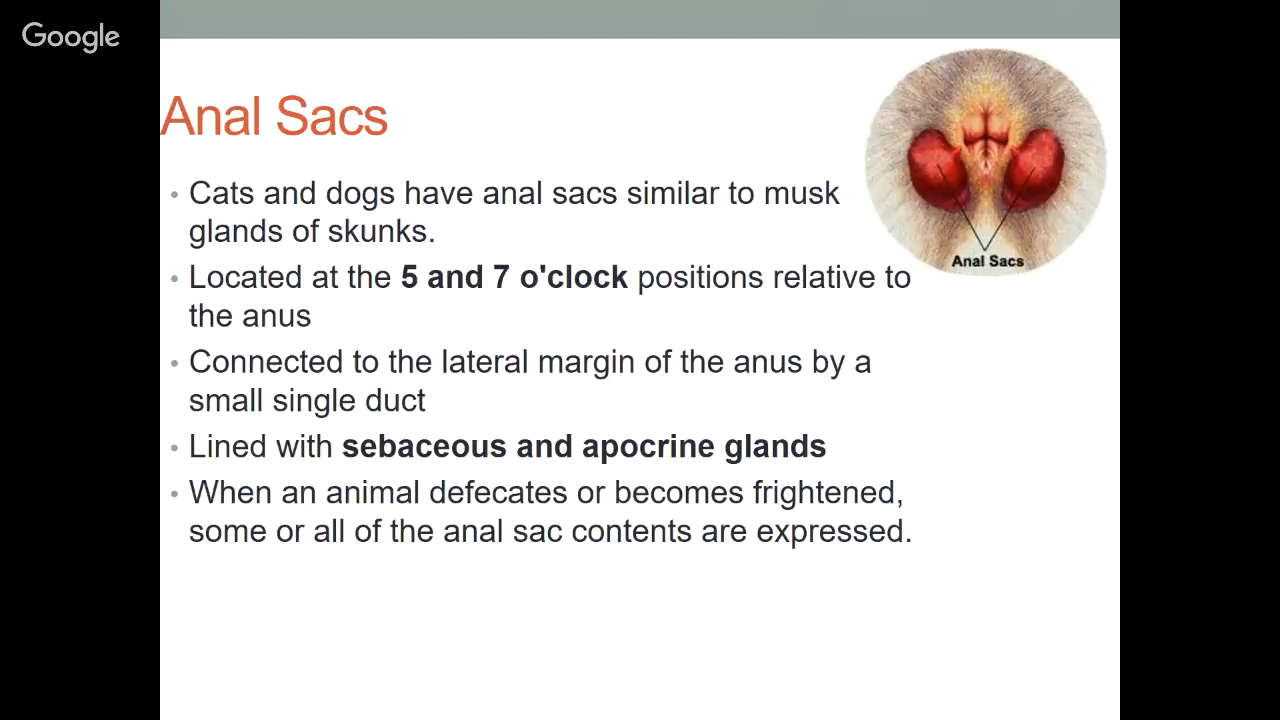 Google
Anal Sacs
• Cats and dogs have anal sacs similar to musk
glands of skunks.
• Located at the 5 and 7 o'clock positions relative to
the anus
• Connected to the lateral margin of the anus by a
small single duct
• Lined with sebaceous and apocrine glands
• When an animal defecates or becomes frightened,
some or all of the anal sac contents are expressed.
Anal Sacs